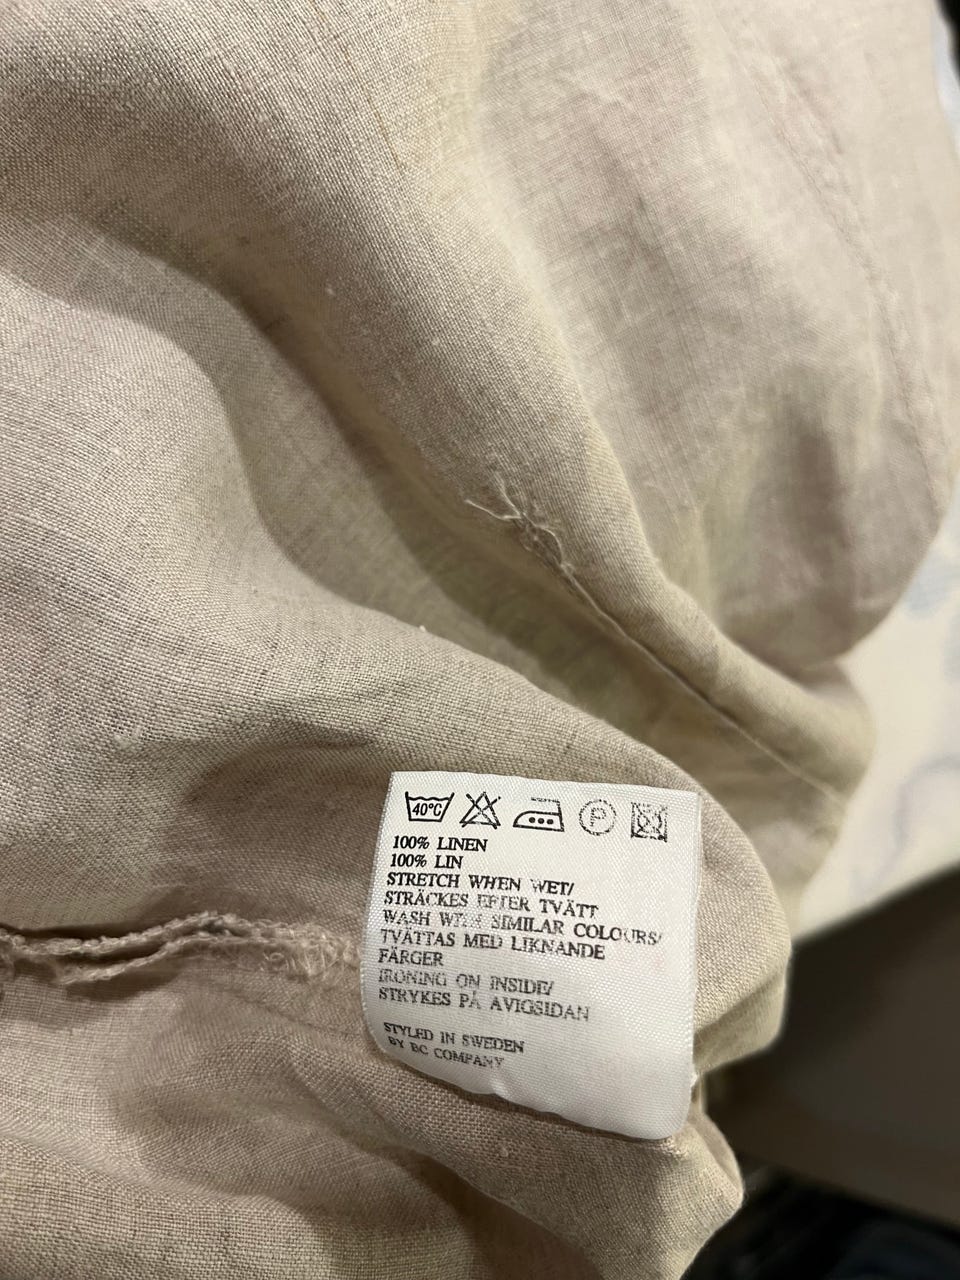 40°C P
100% LINEN
100% LIN
STRETCH WHEN WET/
STRÄCKES EFTER TVÄTT
WASH WITH SIMILAR COLOURS/
TVÄTTAS MED LIKNANDE
FÄRGER
IRONING ON INSIDE/
STRYKES PÅ AVIGSIDAN
STYLED IN SWEDEN
BY BC COMPANY